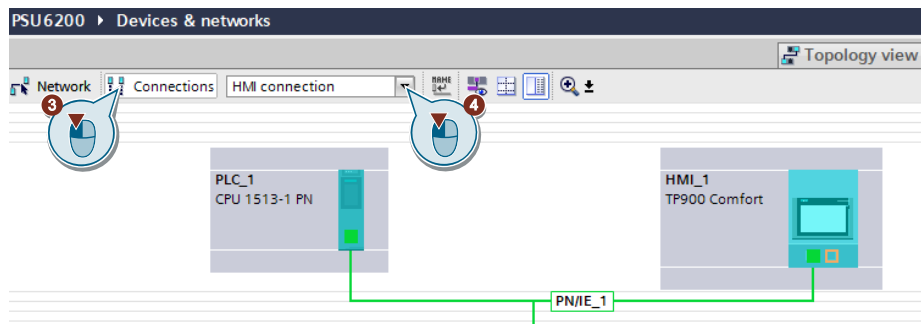 PSU6200 ▸ Devices & networks
Topology view
Network Connections HMI connection
3
4
PLC_1
CPU 1513-1 PN
HMI_1
TP900 Comfort
PN/IE_1